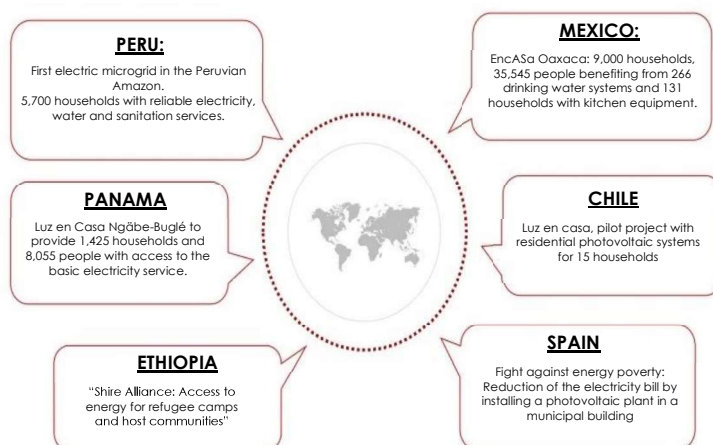 PERU:
First electric microgrid in the Peruvian
Amazon.
5,700 households with reliable electricity,
water and sanitation services.
MEXICO:
EncASa Oaxaca: 9,000 households,
35,545 people benefiting from 266
drinking water systems and 131
households with kitchen equipment.
PANAMA
Luz en Casa Ngäbe-Buglé to
provide 1,425 households and
8,055 people with access to the
basic electricity service.
CHILE
Luz en casa, pilot project with
residential photovoltaic systems
for 15 households
ETHIOPIA
“Shire Alliance: Access to
energy for refugee camps
and host communities”
SPAIN
Fight against energy poverty:
Reduction of the electricity bill by
installing a photovoltaic plant in a
municipal building